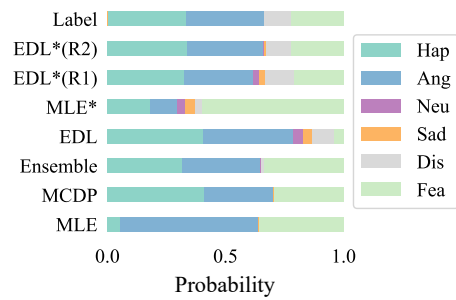 Label
EDL*(R2)
EDL*(R1)
MLE*
EDL
Ensemble
MCDP
MLE
0.0 0.5 1.0
Probability
Hap
Ang
Neu
Sad
Dis
Fea